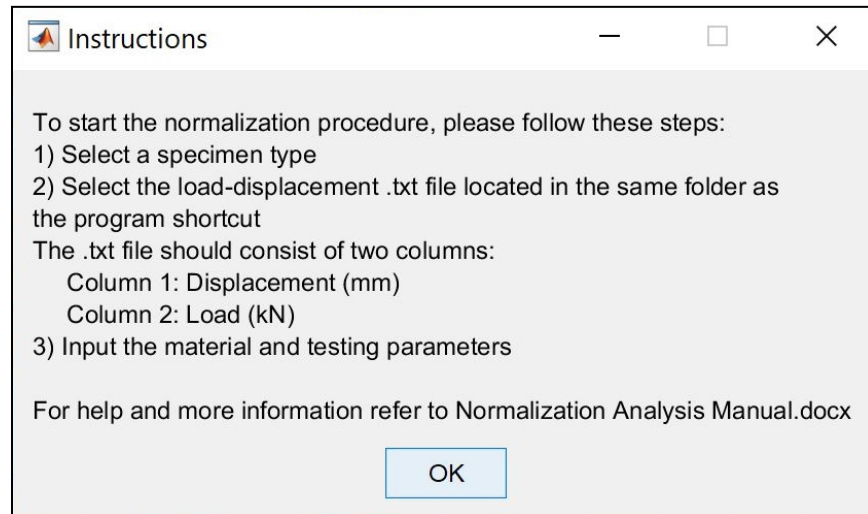 Instructions
To start the normalization procedure, please follow these steps:
1) Select a specimen type
2) Select the load-displacement .txt file located in the same folder as
the program shortcut
The .txt file should consist of two columns:
Column 1: Displacement (mm)
Column 2: Load (kN)
3) Input the material and testing parameters
For help and more information refer to Normalization Analysis Manual.docx
OK